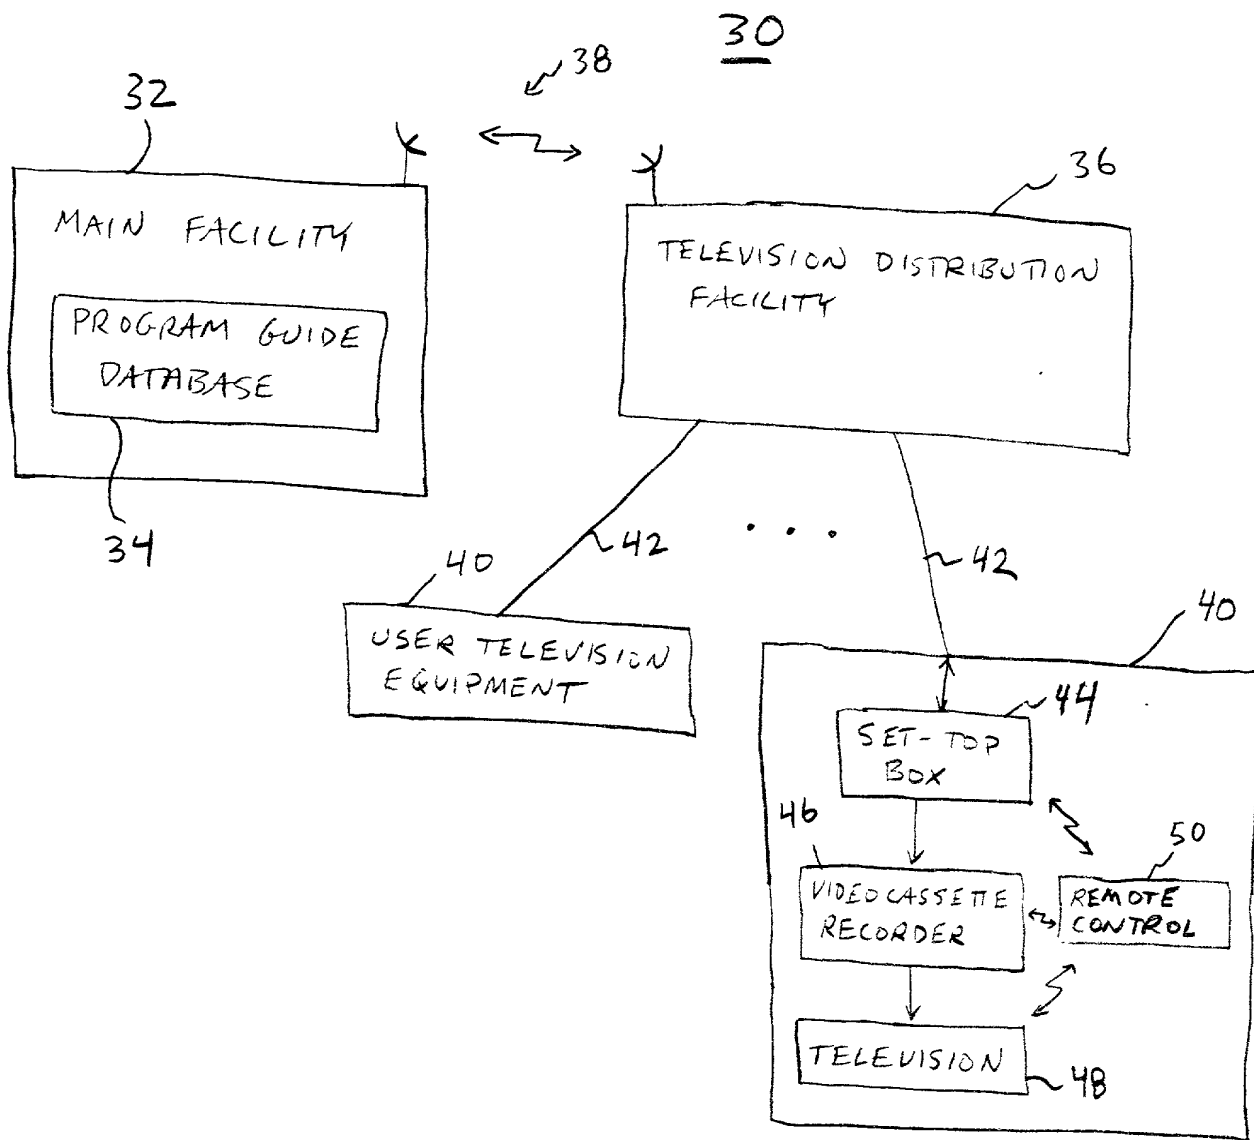 30
38
32
36
MAIN FACILITY
TELEVISION DISTRIBUTION
FACILITY
PROGRAM GUIDE
DATABASE
34
42
. . .
42
40
40
USER TELEVISION
EQUIPMENT
44
SET-TOP
BOX
46
50
VIDEOCASSETTE
RECORDER
REMOTE
CONTROL
TELEVISION
48